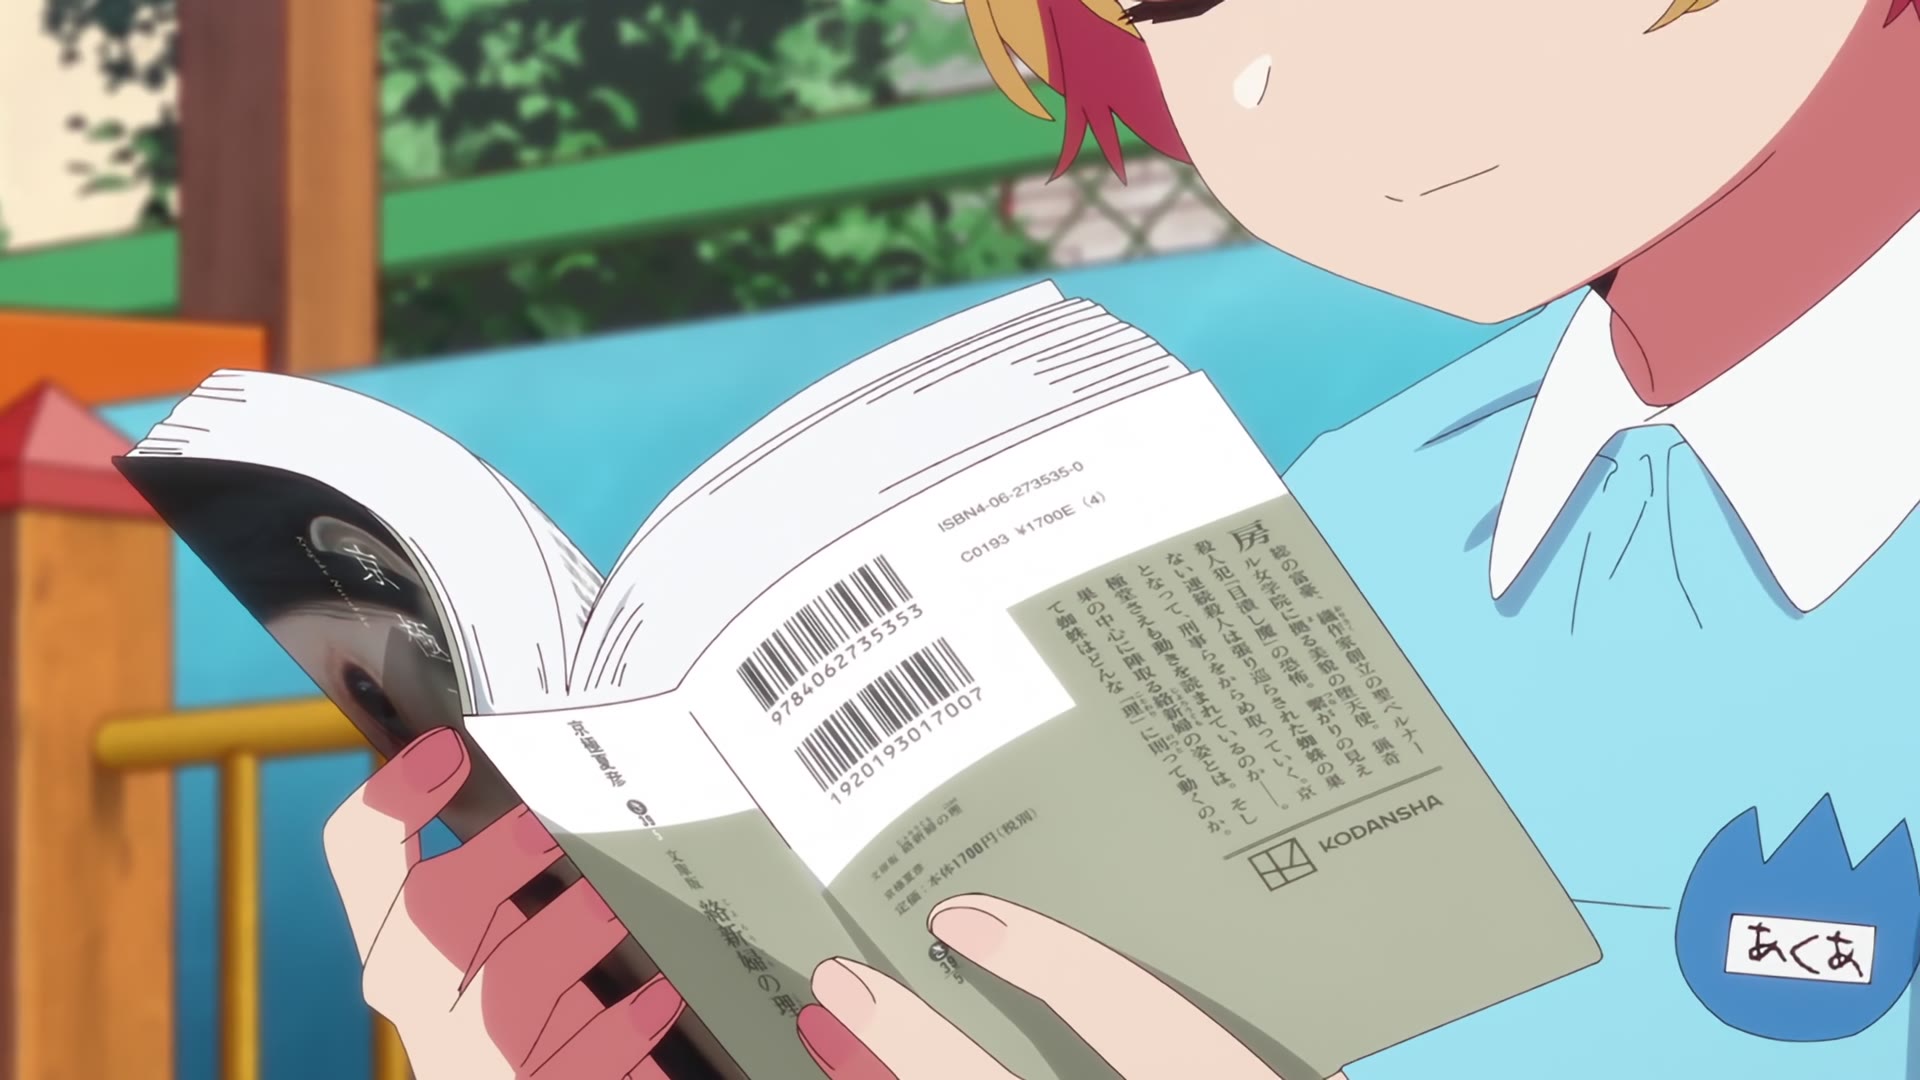 ISBN4-06-273535-0
C0193 ¥1700E (4)
9784062735353
1920193017007
房総の富豪、織作家創立の聖ベルナー
ル女学院に拠る美貌の堕天使。猟奇
殺人犯「目潰し魔」の恐怖。繋がりの見え
ない連続殺人は張り巡らされた蜘蛛の巣
となって、刑事らをからめ取っていく。京
極堂さえも動きを読まれているのか――。
巣の中心に陣取る絡新婦の姿とは。そし
て蜘蛛はどんな「理」に則って動くのか。
KODANSHA
文庫版 絡新婦の理
京極夏彦
定価：本体1700円（税別）
39
5
京極夏彦
39
5
文庫版 絡新婦の理
京極
Kyogoku Natsuhiko
あくあ